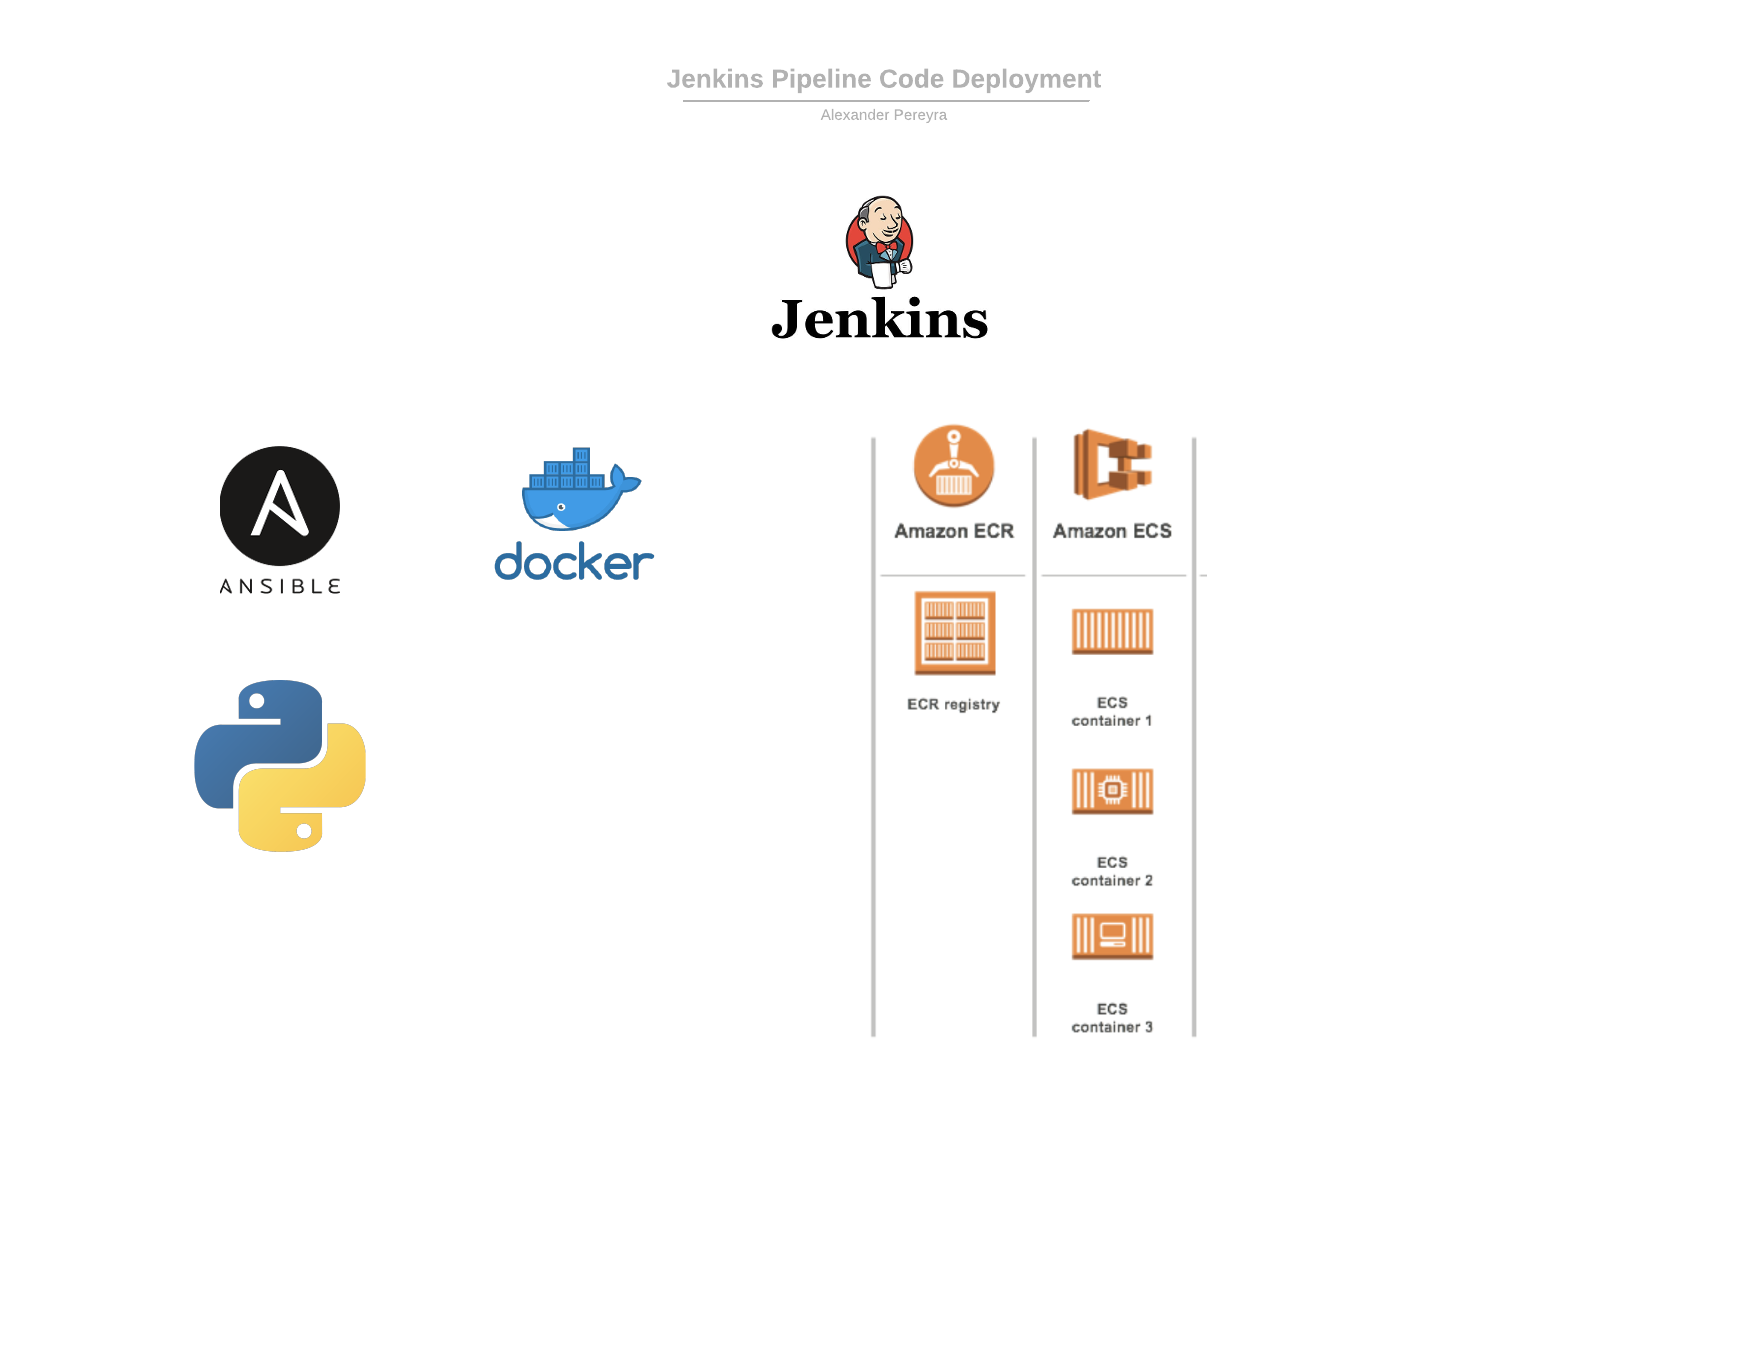 Jenkins Pipeline Code Deployment
Alexander Pereyra
Jenkins
ANSIBLE
docker
Amazon ECR
Amazon ECS
ECR registry
ECS
container 1
ECS
container 2
ECS
container 3